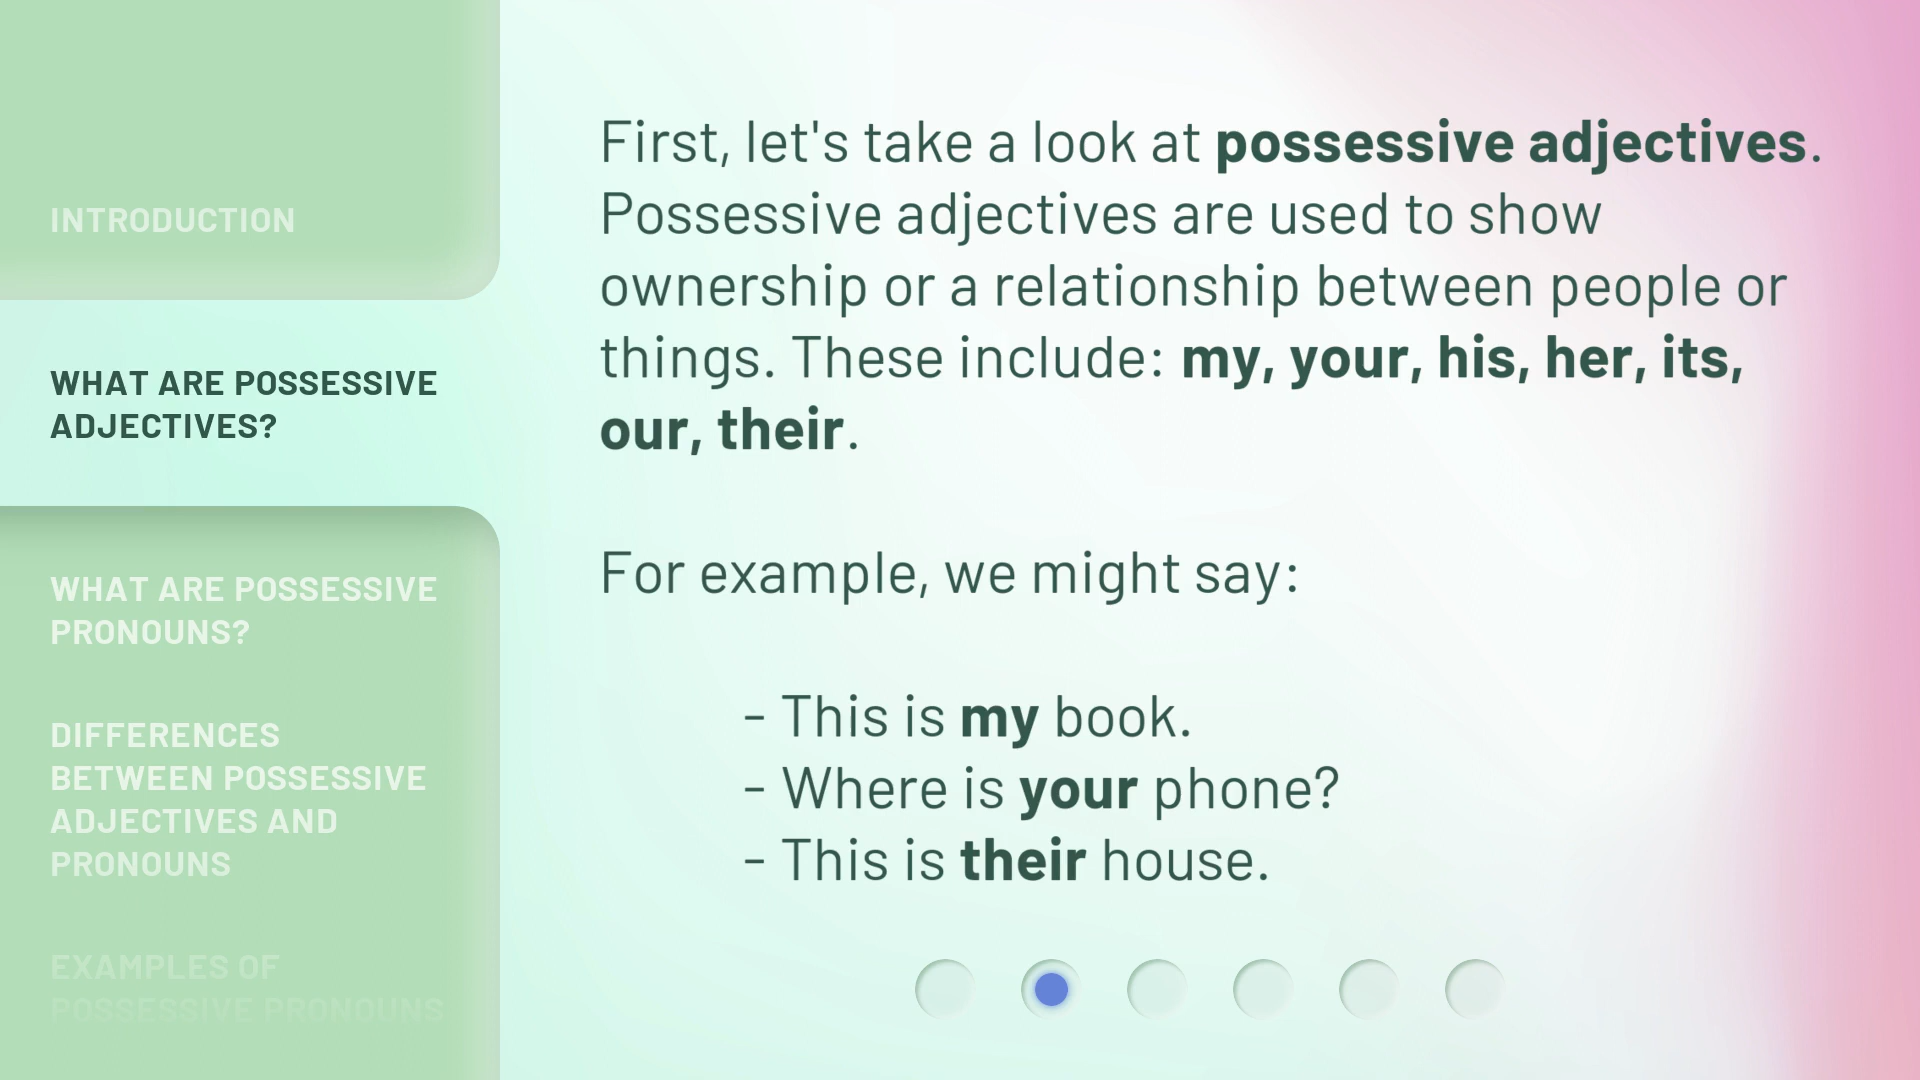 INTRODUCTION
WHAT ARE POSSESSIVE
ADJECTIVES?
WHAT ARE POSSESSIVE
PRONOUNS?
DIFFERENCES
BETWEEN POSSESSIVE
ADJECTIVES AND
PRONOUNS
EXAMPLES OF
POSSESSIVE PRONOUNS
First, let's take a look at possessive adjectives.
Possessive adjectives are used to show
ownership or a relationship between people or
things. These include: my, your, his, her, its,
our, their.
For example, we might say:
- This is my book.
- Where is your phone?
- This is their house.